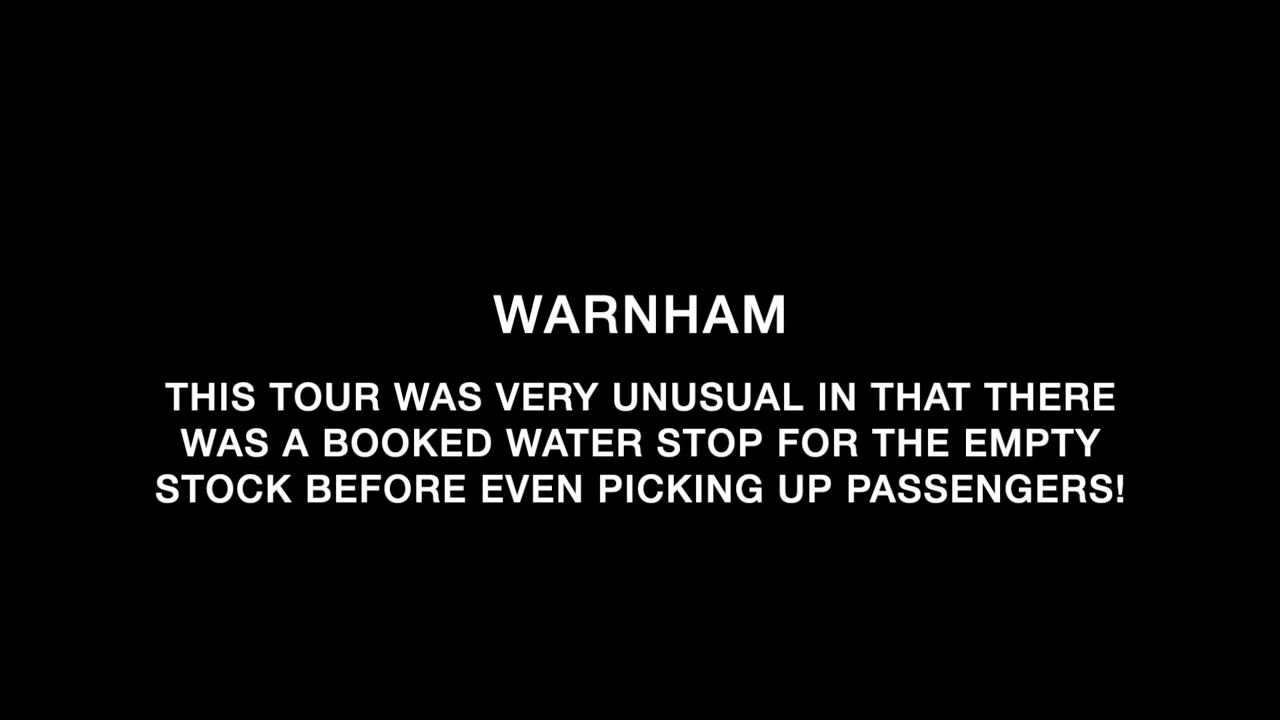 WARNHAM
THIS TOUR WAS VERY UNUSUAL IN THAT THERE
WAS A BOOKED WATER STOP FOR THE EMPTY
STOCK BEFORE EVEN PICKING UP PASSENGERS!